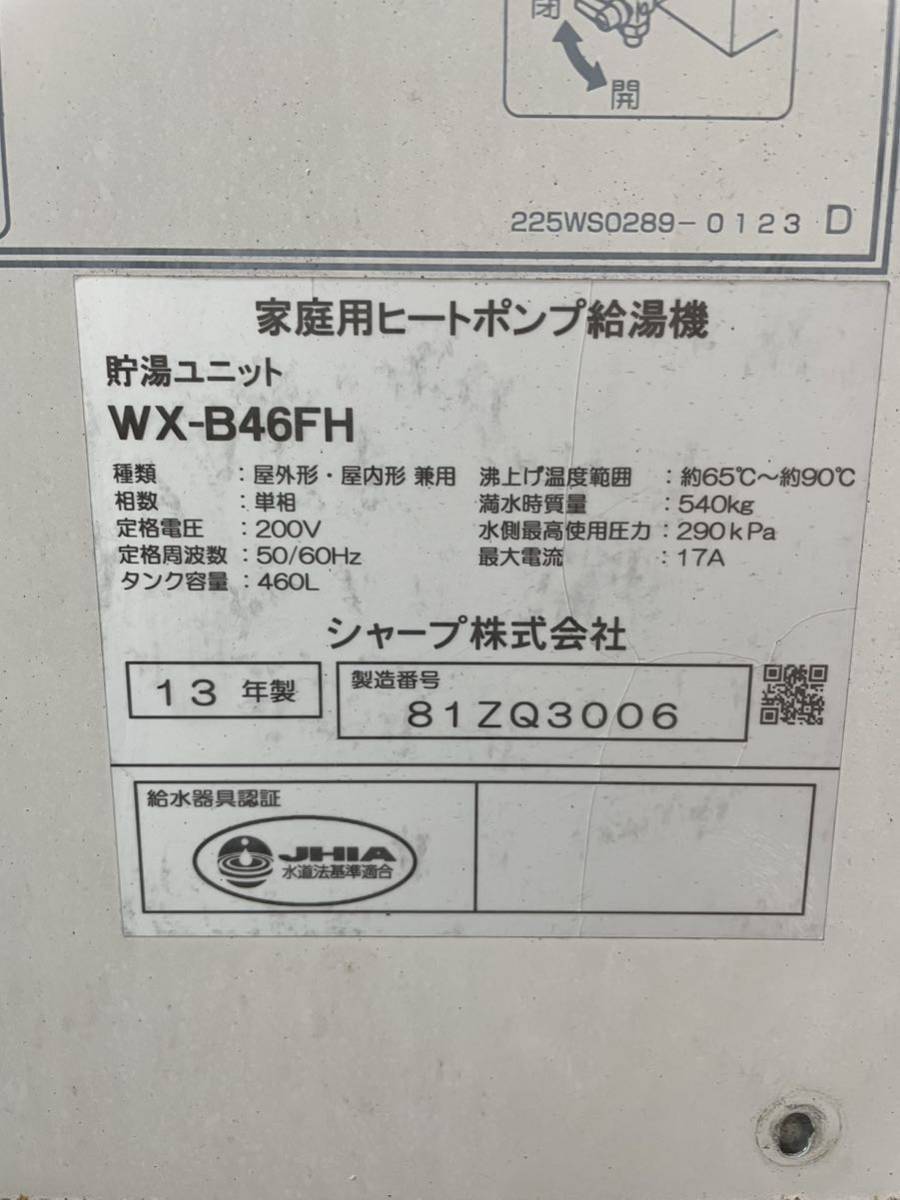 閉
開
225WS0289-0123 D
家庭用ヒートポンプ給湯機
貯湯ユニット
WX-B46FH
種類 : 屋外形・屋内形 兼用
相数 : 単相
定格電圧 : 200V
定格周波数 : 50/60Hz
タンク容量 : 460L
沸上げ温度範囲 : 約65℃～約90℃
満水時質量 : 540kg
水側最高使用圧力 : 290kPa
最大電流 : 17A
シャープ株式会社
13 年製
製造番号
81ZQ3006
給水器具認証
JHIA
水道法基準適合